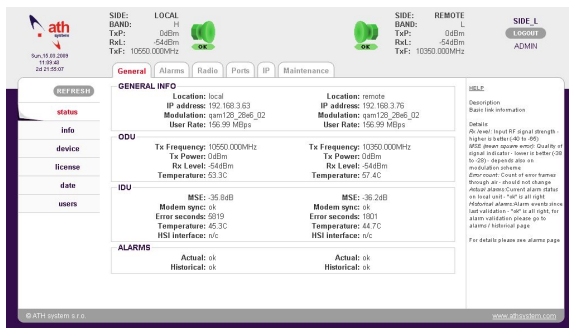 ath
system
Sun,15.03.2009
11:09:48
2d 21:55:07
SIDE: LOCAL
BAND: H
TxP: 0dBm
RxL: -54dBm
TxF: 10550.000MHz
OK
OK
SIDE: REMOTE
BAND: L
TxP: 0dBm
RxL: -54dBm
TxF: 10350.000MHz
SIDE_L
LOGOUT
ADMIN
General Alarms Radio Ports IP Maintenance
REFRESH
status
info
device
license
date
users
GENERAL INFO
Location: local Location: remote
IP address: 192.168.3.63 IP address: 192.168.3.76
Modulation: qam128_28e6_02 Modulation: qam128_28e6_02
User Rate: 156.99 MBps User Rate: 156.99 MBps
ODU
Tx Frequency: 10550.000MHz Tx Frequency: 10350.000MHz
Tx Power: 0dBm Tx Power: 0dBm
Rx Level: -54dBm Rx Level: -54dBm
Temperature: 53.3C Temperature: 57.4C
IDU
MSE: -35.8dB MSE: -36.2dB
Modem sync: ok Modem sync: ok
Error seconds: 5819 Error seconds: 1801
Temperature: 45.3C Temperature: 44.7C
HSI interface: n/c HSI interface: n/c
ALARMS
Actual: ok Actual: ok
Historical: ok Historical: ok
HELP
Description
Basic link information
Details
Rx level: Input RF signal strength -
higher is better(-40 to -65)
MSE (mean square error): Quality of
signal indicator - lower is better (-38
to -28) - depends also on
modulation scheme
Error count: Count of error frames
through air - should not change
Actual alarms:Current alarm status
on local unit - "ok" is all right
Historical alarms:Alarm events since
last validation - "ok" is all right, for
alarm validation please go to
alarms / historical page
For details please see alarms page
© ATH system s.r.o.
www.athsystem.com